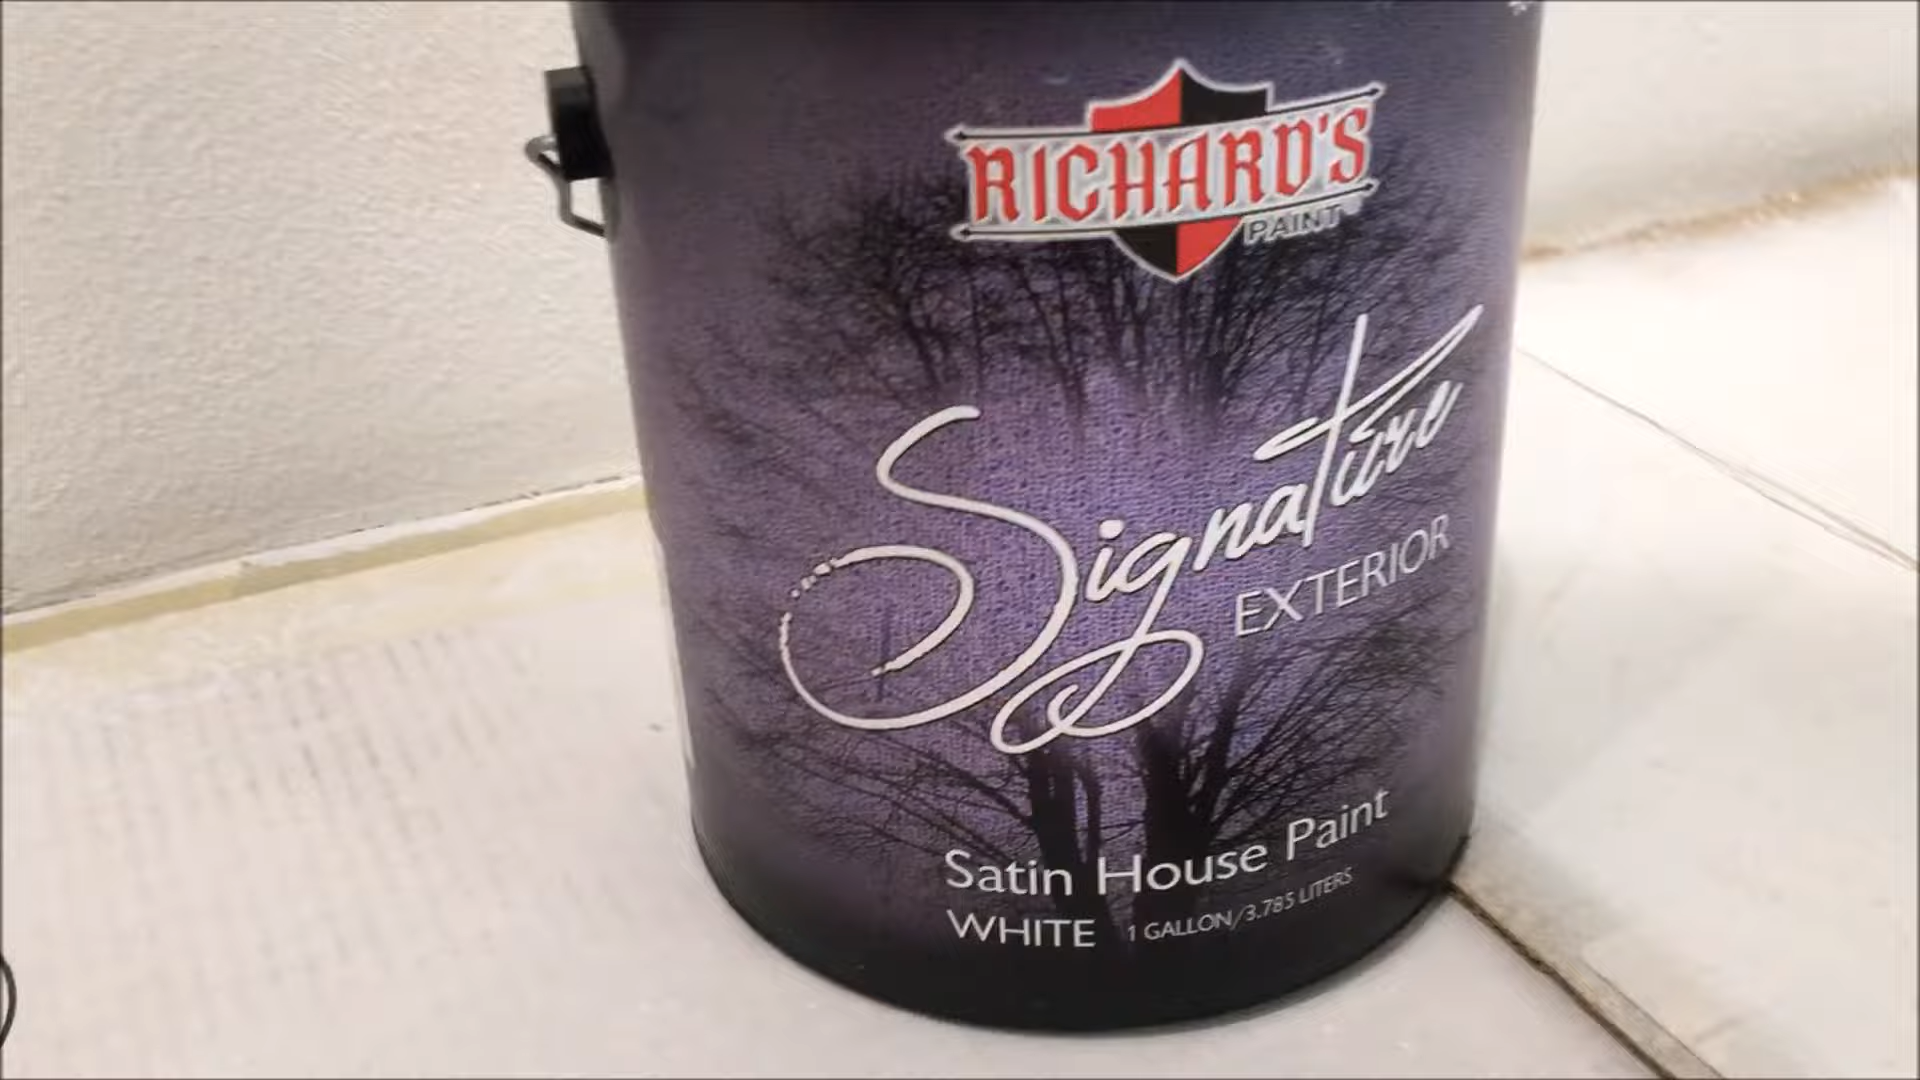 RICHARD'S
PAINT
Signature
EXTERIOR
Satin House Paint
WHITE 1 GALLON/3.785 LITERS